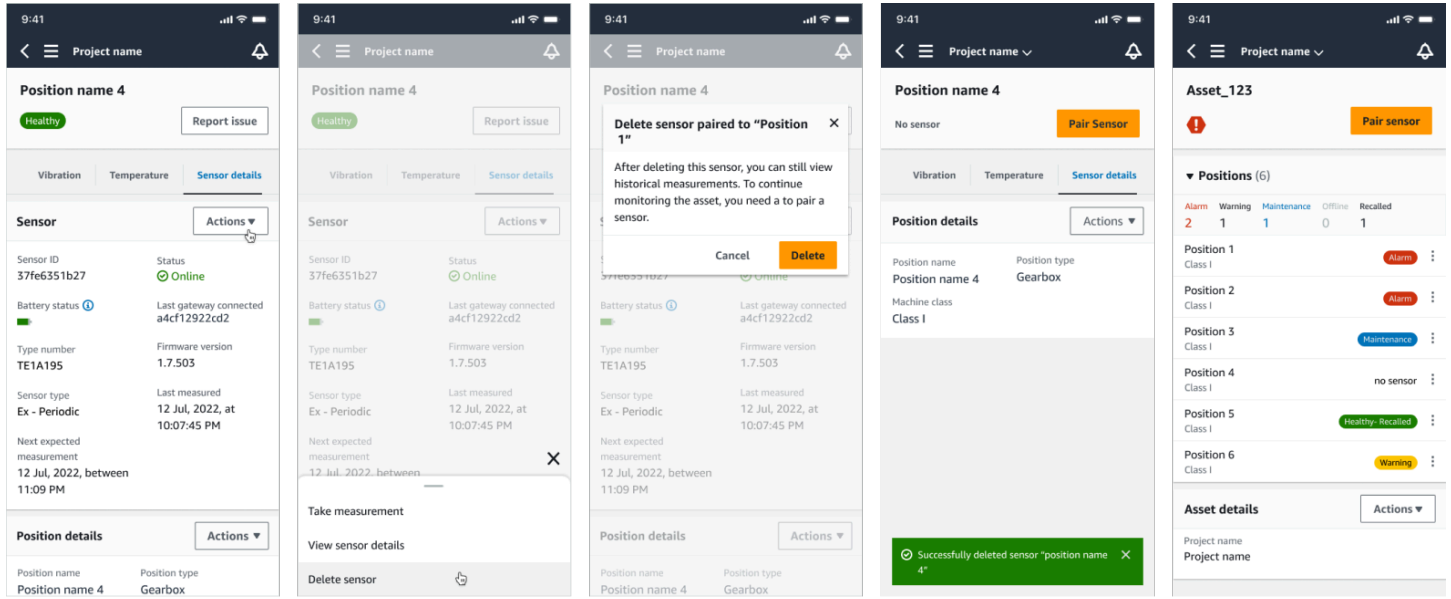 9:41
Project name
Position name 4
Healthy
Report issue
Vibration Temperature Sensor details
Sensor
Actions ▼
Sensor ID
37fe6351b27
Status
Online
Battery status
Last gateway connected
a4cf12922cd2
Type number
TE1A195
Firmware version
1.7.503
Sensor type
Ex - Periodic
Last measured
12 Jul, 2022, at
10:07:45 PM
Next expected
measurement
12 Jul, 2022, between
11:09 PM
Position details
Actions ▼
Position name
Position name 4
Position type
Gearbox
9:41
Project name
Position name 4
Healthy
Report issue
Vibration Temperature Sensor details
Sensor
Actions ▼
Sensor ID
37fe6351b27
Status
Online
Battery status
Last gateway connected
a4cf12922cd2
Type number
TE1A195
Firmware version
1.7.503
Sensor type
Ex - Periodic
Last measured
12 Jul, 2022, at
10:07:45 PM
Next expected
measurement
12 Jul, 2022, between
Take measurement
View sensor details
Delete sensor
9:41
Project name
Position name 4
Delete sensor paired to “Position
1”
After deleting this sensor, you can still view
historical measurements. To continue
monitoring the asset, you need a to pair a
sensor.
Cancel
Delete
37fe6351b27
Online
Battery status
Last gateway connected
a4cf12922cd2
Type number
TE1A195
Firmware version
1.7.503
Sensor type
Ex - Periodic
Last measured
12 Jul, 2022, at
10:07:45 PM
Next expected
measurement
12 Jul, 2022, between
11:09 PM
Position details
Actions ▼
Position name
Position name 4
Position type
Gearbox
9:41
Project name
Position name 4
No sensor
Pair Sensor
Vibration Temperature Sensor details
Position details
Actions ▼
Position name
Position name 4
Position type
Gearbox
Machine class
Class I
Successfully deleted sensor “position name
4”
9:41
Project name
Asset_123
Pair sensor
▼ Positions (6)
Alarm Warning Maintenance Offline Recalled
2 1 1 0 1
Position 1
Class I
Alarm
Position 2
Class I
Alarm
Position 3
Class I
Maintenance
Position 4
Class I
no sensor
Position 5
Class I
Healthy- Recalled
Position 6
Class I
Warning
Asset details
Actions ▼
Project name
Project name